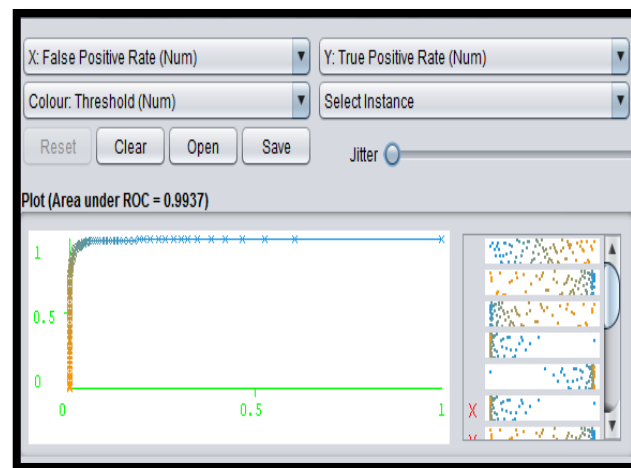 X: False Positive Rate (Num) Y: True Positive Rate (Num)
Colour: Threshold (Num) Select Instance
Reset Clear Open Save Jitter
Plot (Area under ROC = 0.9937)
1
0.5
0
0 0.5 1
X
Y